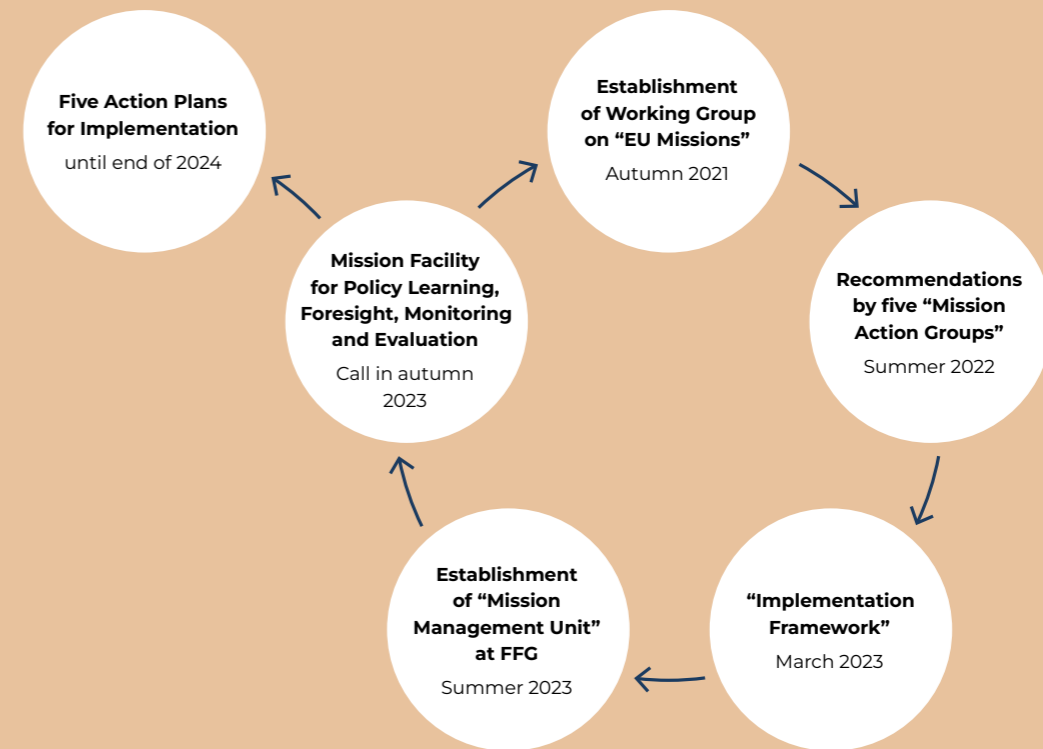 Five Action Plans
for Implementation
until end of 2024
Establishment
of Working Group
on “EU Missions”
Autumn 2021
Mission Facility
for Policy Learning,
Foresight, Monitoring
and Evaluation
Call in autumn
2023
Recommendations
by five “Mission
Action Groups”
Summer 2022
Establishment
of “Mission
Management Unit”
at FFG
Summer 2023
“Implementation
Framework”
March 2023